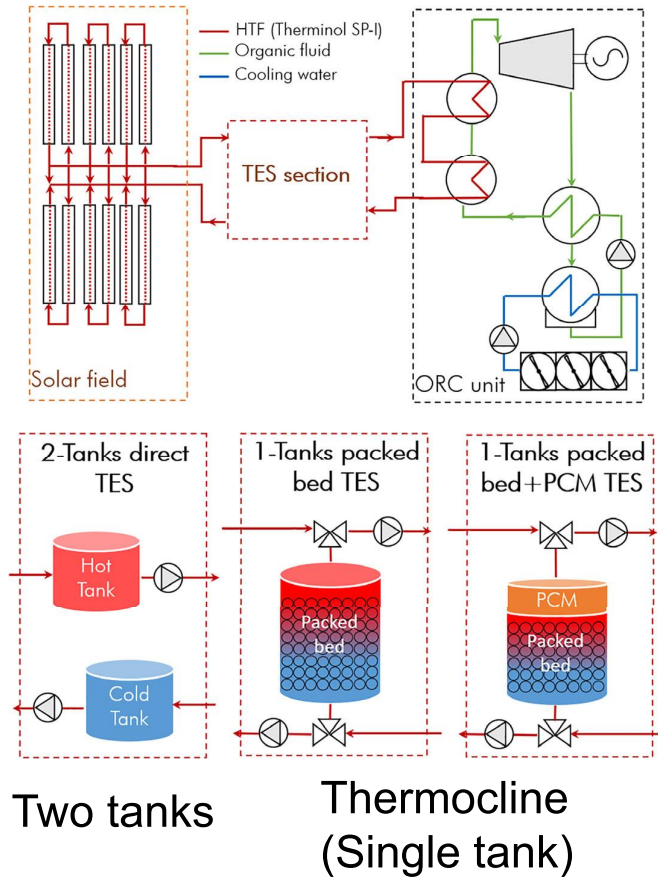 HTF (Therminol SP-I)
Organic fluid
Cooling water
TES section
Solar field
ORC unit
2-Tanks direct
TES
Hot
Tank
Cold
Tank
1-Tanks packed
bed TES
Packed
bed
1-Tanks packed
bed+PCM TES
PCM
Packed
bed
Two tanks
Thermocline
(Single tank)